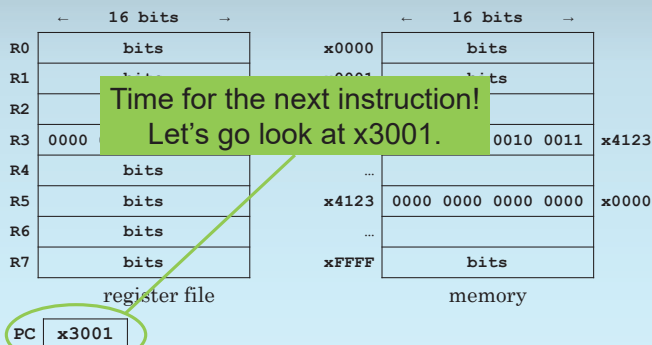 ← 16 bits → ← 16 bits →
R0 bits x0000 bits
R1 bits
R2
Time for the next instruction!
Let's go look at x3001.
R3 0000 0010 0011 x4123
R4 bits …
R5 bits x4123 0000 0000 0000 0000 x0000
R6 bits …
R7 bits xFFFF bits
register file memory
PC x3001